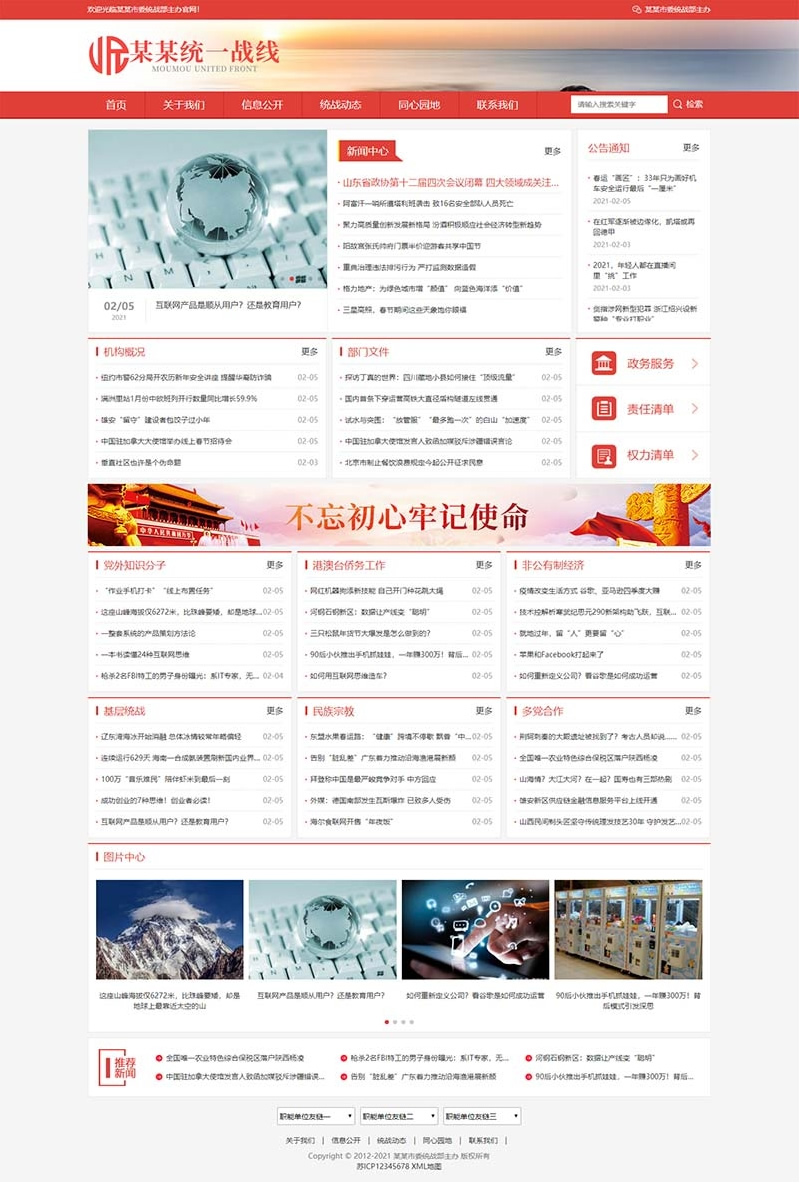 欢迎光临某某市委统战部主办官网!
某某市委统战部主办
某某统一战线
MOUMOU UNITED FRONT
首页
关于我们
信息公开
统战动态
同心园地
联系我们
请输入搜索关键字
检索
02/05
2021
互联网产品是顺从用户？还是教育用户？
新闻中心
更多
山东省政协第十二届四次会议闭幕 四大领域成关注...
阿富汗一哨所遭塔利班袭击 致16名安全部队人员死亡
聚力高质量创新发展新格局 汾酒积极顺应社会经济转型新趋势
阳故宫张氏帅府门票半价迎游者共享中国节
重典治理违法排污行为 严打监测数据造假
格力地产：为绿色城市增“颜值” 向蓝色海洋添“价值”
三星高照，春节期间这些天象饱你眼福
公告通知
更多
春运“画匠”：33年只为画好机
车安全运行最后“一厘米”
2021-02-05
在红军逐渐被边缘化，凯塔或再
回德甲
2021-02-03
2021，年轻人都在直播间
里“挑”工作
2021-02-03
剑指涉网新型犯罪 浙江绍兴诊新
型种“专业打职业”
机构概况
更多
纽约市警62分局开农历新年安全讲座 提醒华裔防诈骗 02-05
满洲里站1月份中欧班列开行数量同比增长59.9% 02-05
雄安“留守”建设者包饺子过小年 02-05
中国驻加拿大大使馆举办线上春节招待会 02-05
垂直社区也许是个伪命题 02-03
部门文件
更多
探访丁真的世界：四川藏地小县如何接住“顶级流量” 02-05
国内首条下穿运营高铁大直径盾构隧道左线贯通 02-05
试水与突围：“放管服”“最多跑一次”的白山“加速度” 02-05
中国驻加拿大使馆发言人致函加媒驳斥涉疆错误言论 02-05
北京市制止餐饮浪费规定今起公开征求民意 02-05
政务服务
责任清单
权力清单
不忘初心牢记使命
党外知识分子
更多
“作业手机打卡”“线上布置任务” 02-05
这座山峰海拔仅6272米，比珠峰要矮，却是地球... 02-05
一整套系统的产品策划方法论 02-05
一本书读懂24种互联网思维 02-05
枪杀2名FBI特工的男子身份曝光：系IT专家，无... 02-04
港澳台侨务工作
更多
网红机器狗添新技能 自己开门种花跳大绳 02-05
河钢石钢新区：数据让产线变“聪明” 02-05
三只松鼠年货节大爆发是怎么做到的？ 02-05
90后小伙推出手机抓娃娃，一年赚300万！背后... 02-05
如何用互联网思维造车？ 02-05
非公有制经济
更多
疫情改变生活方式 谷歌、亚马逊四季度大赚 02-05
技术控解析寒武纪思元290新架构助飞跃，互联... 02-05
就地过年，留“人”更要留“心” 02-05
苹果和Facebook打起来了 02-05
如何重新定义公司？看谷歌是如何成功运营 02-05
基层统战
更多
辽东湾海冰开始消融 总体冰情较常年略偏轻 02-05
连续运行629天 海南一合成氨装置刷新国内业界... 02-05
100万“音乐难民”陪伴虾米到最后一刻 02-05
成功创业的7种思维！创业者必读！ 02-05
互联网产品是顺从用户？还是教育用户？ 02-05
民族宗教
更多
东盟水果春运路：“健康”跨境不停歇 飘香“中... 02-05
告别“脏乱差”广东着力推动沿海渔港展新颜 02-05
拜登称中国是最严峻竞争对手 中方回应 02-05
外媒：德国南部发生瓦斯爆炸 已致多人受伤 02-05
海尔食联网开售“年夜饭” 02-05
多党合作
更多
荆轲刺秦的大殿遗址被找到了？考古人员却说...... 02-05
全国唯一农业特色综合保税区落户陕西杨凌 02-05
山海情？大江大河？在一起？国寿也有三部热剧 02-05
雄安新区供应链金融信息服务平台上线开通 02-05
山西民间制头匠坚守传统理发技艺30年 守护发艺... 02-05
图片中心
这座山峰海拔仅6272米，比珠峰要矮，却是
地球上最靠近太空的山
互联网产品是顺从用户？还是教育用户？
如何重新定义公司？看谷歌是如何成功运营
90后小伙推出手机抓娃娃，一年赚300万！背
后模式引发深思
推荐
新闻
全国唯一农业特色综合保税区落户陕西杨凌
枪杀2名FBI特工的男子身份曝光：系IT专家，无...
河钢石钢新区：数据让产线变“聪明”
中国驻加拿大使馆发言人致函加媒驳斥涉疆错误...
告别“脏乱差”广东着力推动沿海渔港展新颜
90后小伙推出手机抓娃娃，一年赚300万！背后...
职能单位友链一
职能单位友链二
职能单位友链三
关于我们 | 信息公开 | 统战动态 | 同心园地 | 联系我们 |
Copyright © 2012-2021 某某市委统战部主办 版权所有
苏ICP12345678 XML地图